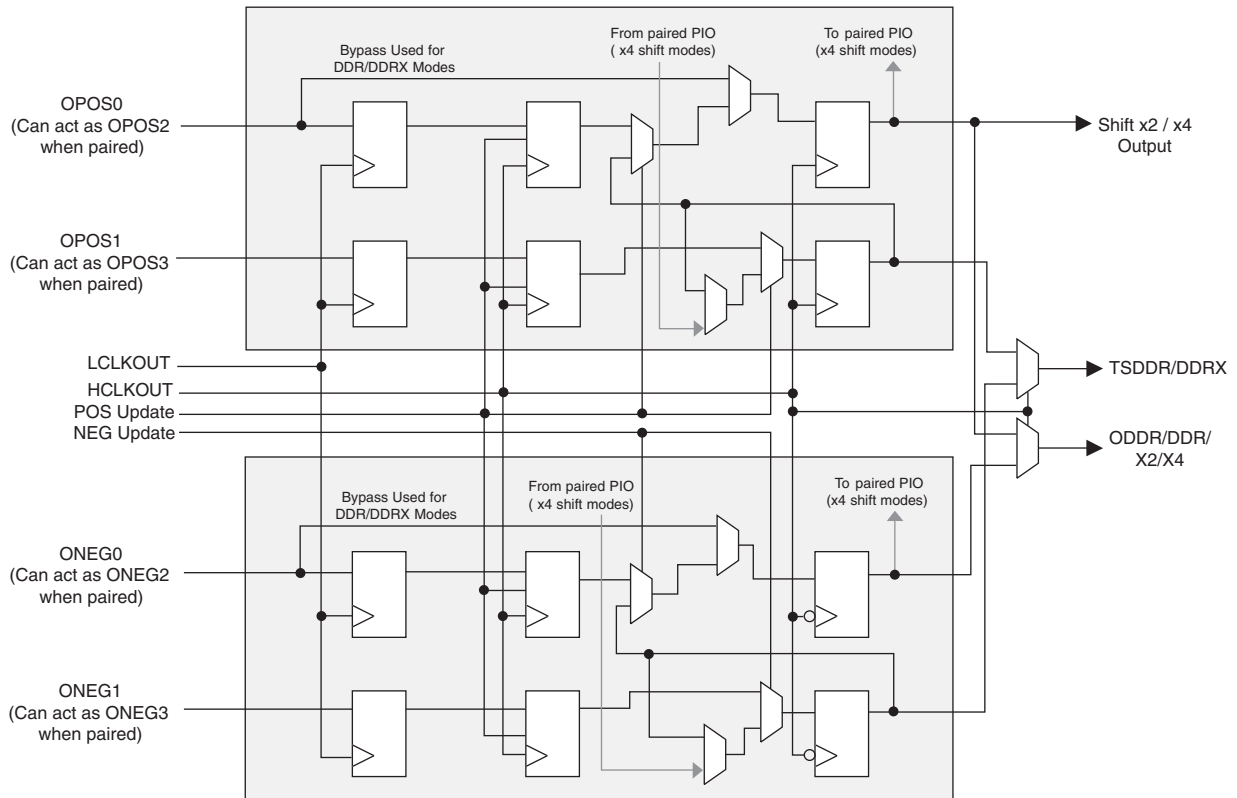 Bypass Used for
DDR/DDRX Modes
From paired PIO
( x4 shift modes)
To paired PIO
(x4 shift modes)
OPOS0
(Can act as OPOS2
when paired)
Shift x2 / x4
Output
OPOS1
(Can act as OPOS3
when paired)
LCLKOUT
HCLKOUT
POS Update
NEG Update
TSDDR/DDRX
ODDR/DDR/
X2/X4
Bypass Used for
DDR/DDRX Modes
From paired PIO
( x4 shift modes)
To paired PIO
(x4 shift modes)
ONEG0
(Can act as ONEG2
when paired)
ONEG1
(Can act as ONEG3
when paired)